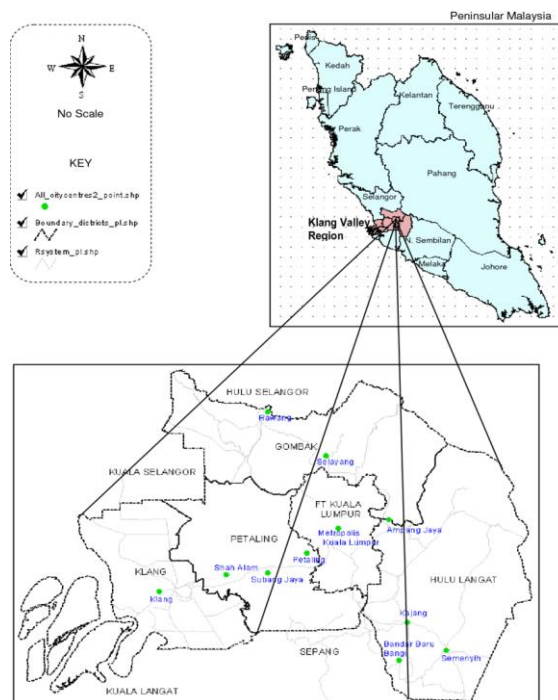 Peninsular Malaysia
N
W E
S
No Scale
KEY
All_citycentres2_point.shp
Boundary_districts_pl.shp
Rsystem_pl.shp
Perlis
Kedah
Penang Island
Kelantan
Terengganu
Perak
Pahang
Selangor
Klang Valley
Region
N. Sembilan
Melaka
Johore
HULU SELANGOR
Rawang
GOMBAK
Selayang
KUALA SELANGOR
FT KUALA
LUMPUR
PETALING
Metropolis
Kuala Lumpur
Ampang Jaya
Petaling
KLANG
Shah Alam
Subang Jaya
HULU LANGAT
Klang
Kajang
SEPANG
Bandar Baru
Bangi
Semenyih
KUALA LANGAT